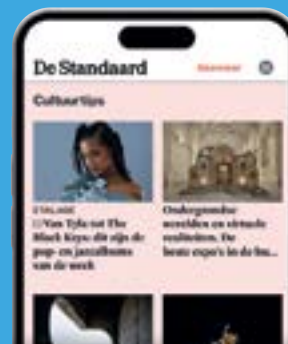 De Standaard
Cultuurtips
Van Tyla tot The
Black Keys: dit zijn de
pop- en jazzalbums
van de week
Ondergrondse
werelden en virtuele
realiteiten. De
beste expo's in de bu...